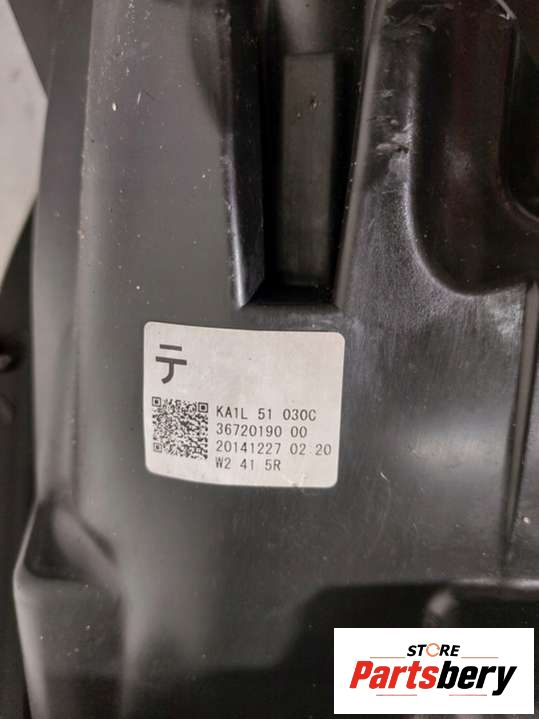 テ
KA1L 51 030C
36720190 00
20141227 02.20
W2 41 5R
STORE
Partsbery